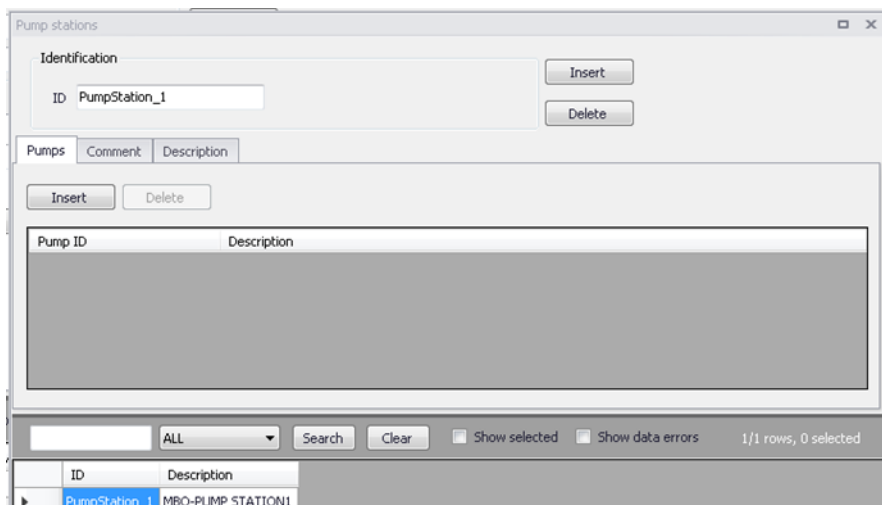 Pump stations
Identification
Insert
ID PumpStation_1
Delete
Pumps Comment Description
Insert Delete
Pump ID Description
ALL Search Clear Show selected Show data errors 1/1 rows, 0 selected
ID Description
PumpStation_1 MBO-PUMP STATION1